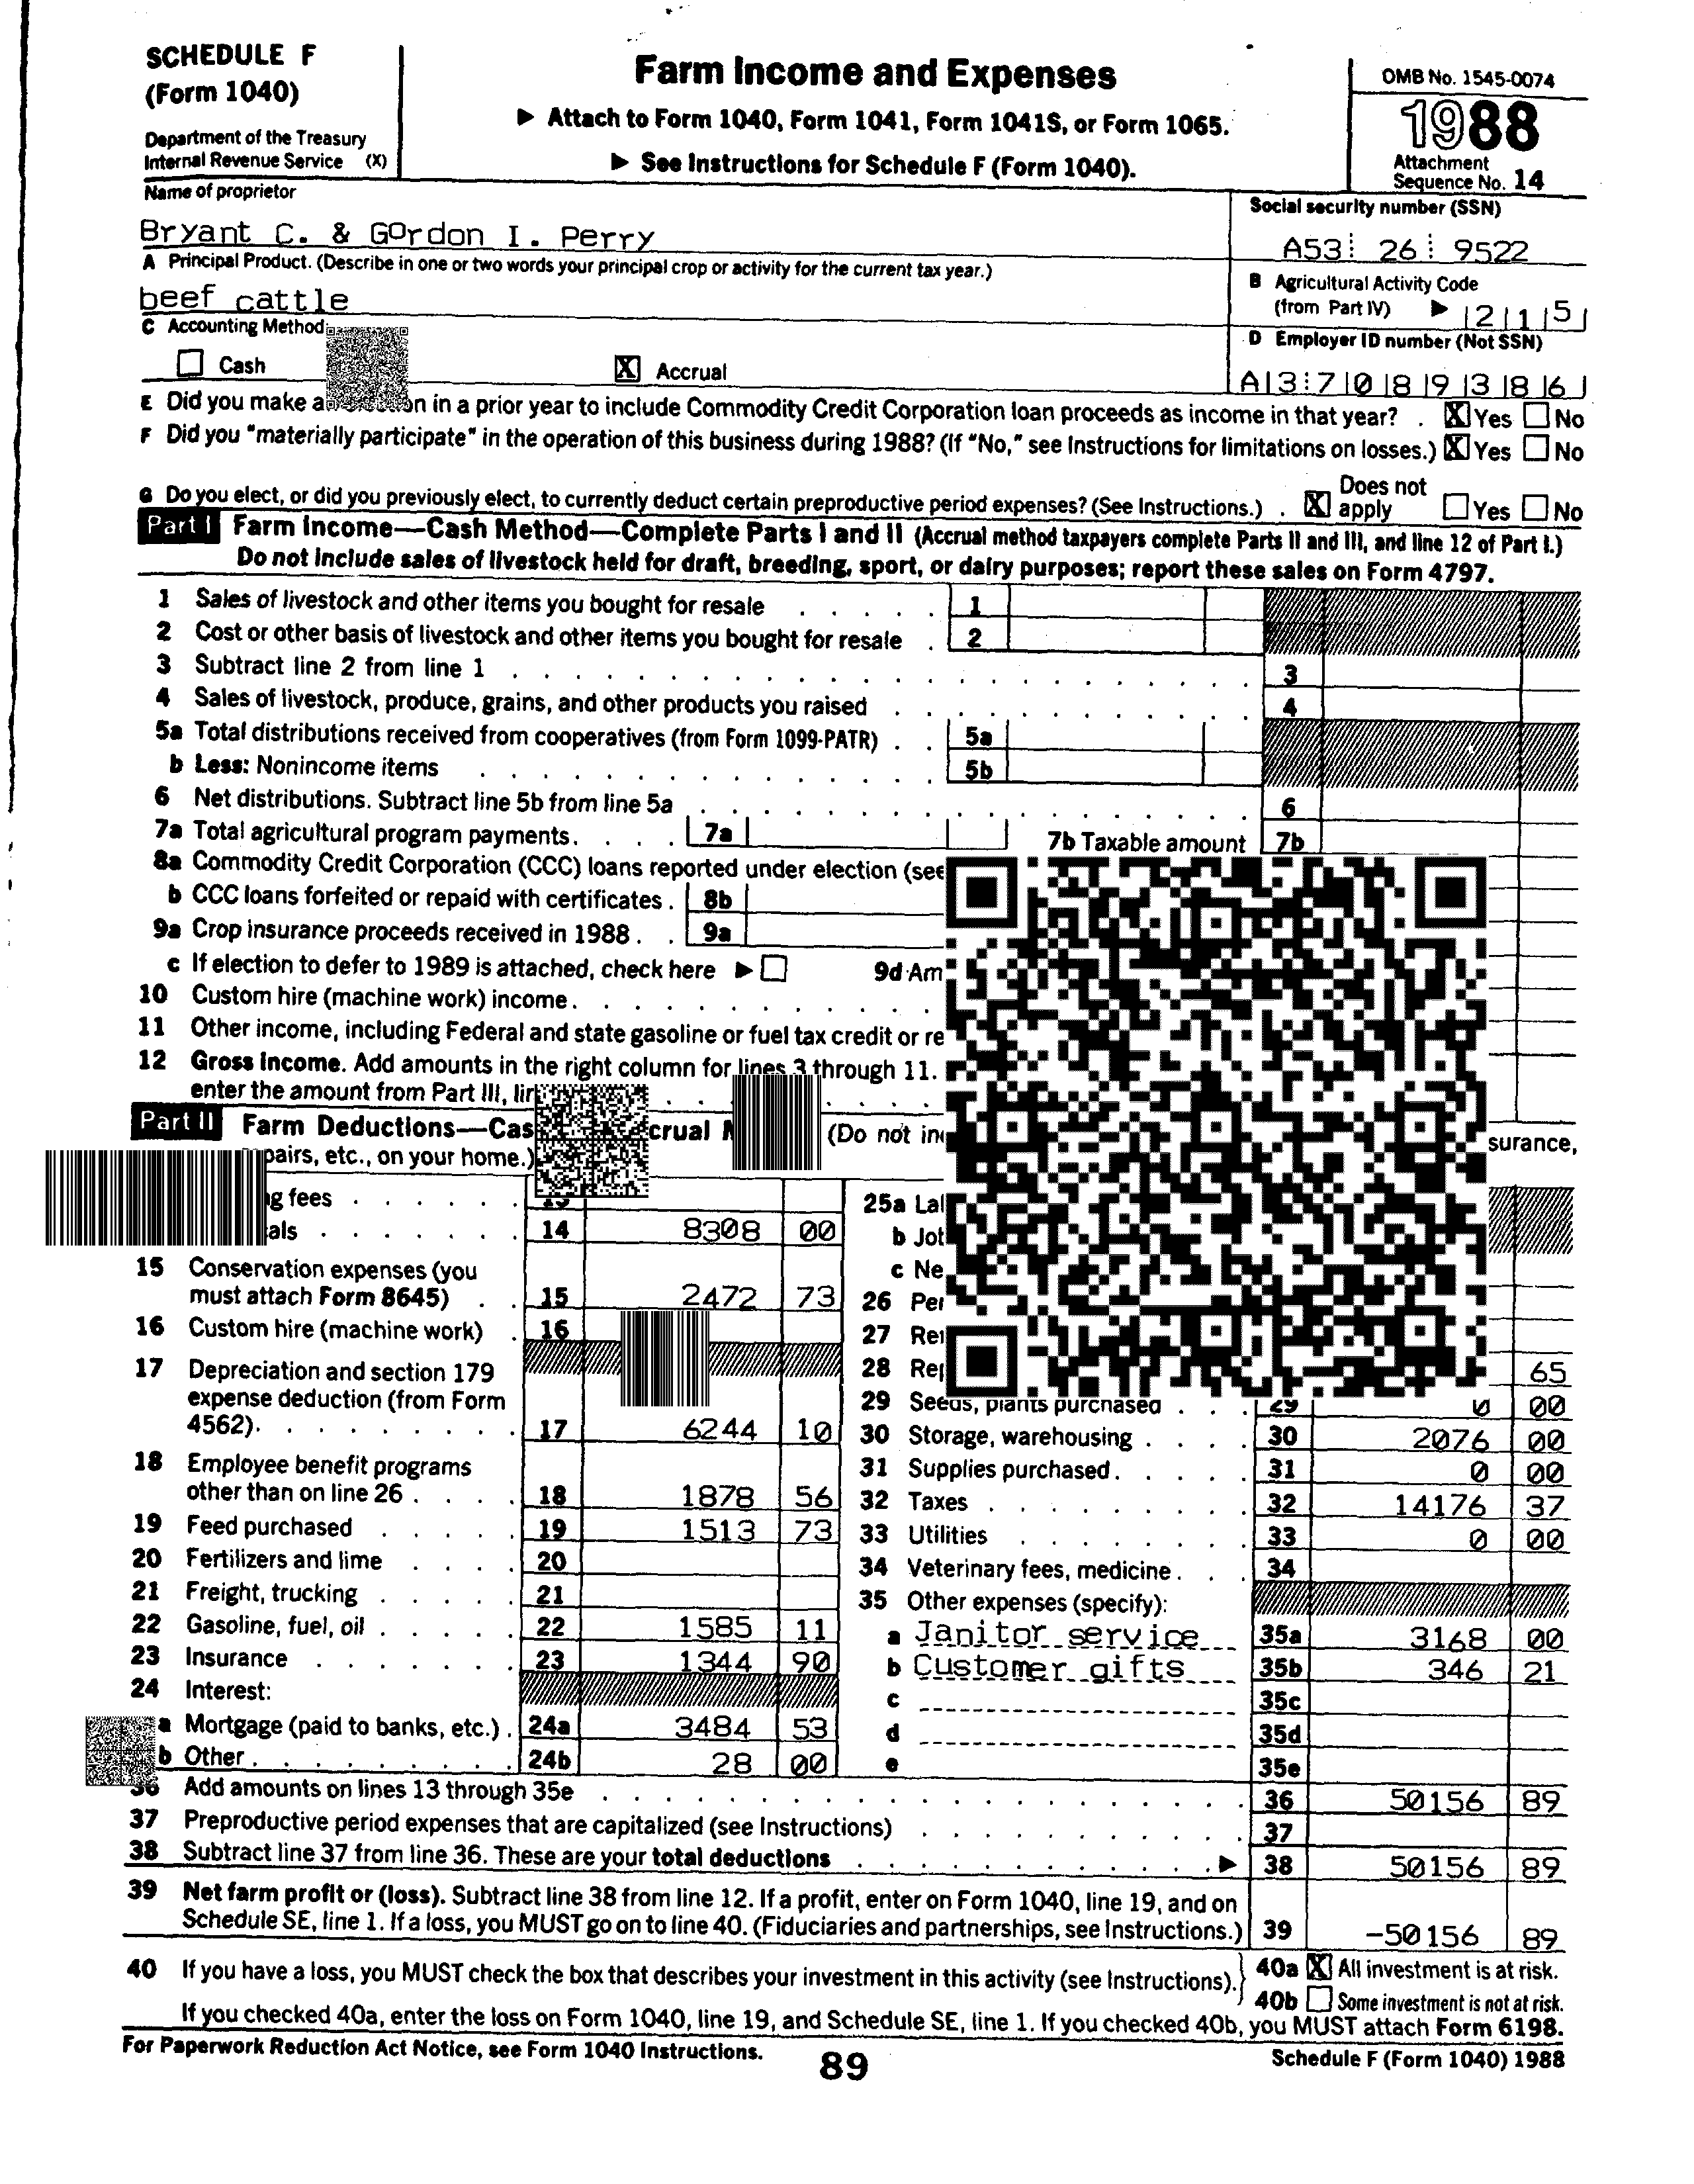 SCHEDULE F
(Form 1040)
Department of the Treasury
Internal Revenue Service (X)
Farm Income and Expenses
▶ Attach to Form 1040, Form 1041, Form 1041S, or Form 1065.
▶ See Instructions for Schedule F (Form 1040).
OMB No. 1545-0074
1988
Attachment
Sequence No. 14
Name of proprietor
Bryant C. & Gordon I. Perry
Social security number (SSN)
A53 26 9522
A Principal Product. (Describe in one or two words your principal crop or activity for the current tax year.)
beef cattle
B Agricultural Activity Code
(from Part IV) ▶ 2 1 5
C Accounting Method:
Cash X Accrual
D Employer ID number (Not SSN)
A 3 7 0 8 9 3 8 6
E Did you make a on in a prior year to include Commodity Credit Corporation loan proceeds as income in that year? . X Yes No
F Did you "materially participate" in the operation of this business during 1988? (If "No," see Instructions for limitations on losses.) X Yes No
G Do you elect, or did you previously elect, to currently deduct certain preproductive period expenses? (See Instructions.) . X Does not apply Yes No
Part I Farm Income—Cash Method—Complete Parts I and II (Accrual method taxpayers complete Parts II and III, and line 12 of Part I.)
Do not include sales of livestock held for draft, breeding, sport, or dairy purposes; report these sales on Form 4797.
1 Sales of livestock and other items you bought for resale 1
2 Cost or other basis of livestock and other items you bought for resale 2
3 Subtract line 2 from line 1 3
4 Sales of livestock, produce, grains, and other products you raised 4
5a Total distributions received from cooperatives (from Form 1099-PATR) 5a
b Less: Nonincome items 5b
6 Net distributions. Subtract line 5b from line 5a 6
7a Total agricultural program payments. 7a 7b Taxable amount 7b
8a Commodity Credit Corporation (CCC) loans reported under election (see
b CCC loans forfeited or repaid with certificates. 8b
9a Crop insurance proceeds received in 1988. 9a
c If election to defer to 1989 is attached, check here ▶ 9d Am
10 Custom hire (machine work) income.
11 Other income, including Federal and state gasoline or fuel tax credit or re
12 Gross income. Add amounts in the right column for lines 3 through 11.
enter the amount from Part III,
Part II Farm Deductions—Cas crual (Do not in surance,
pairs, etc., on your home.)
fees
14 8308 00
15 Conservation expenses (you
must attach Form 8645) 15 2472 73
16 Custom hire (machine work) 16
17 Depreciation and section 179
expense deduction (from Form
4562). 17 6244 10
18 Employee benefit programs
other than on line 26 18 1878 56
19 Feed purchased 19 1513 73
20 Fertilizers and lime 20
21 Freight, trucking 21
22 Gasoline, fuel, oil 22 1585 11
23 Insurance 23 1344 90
24 Interest:
a Mortgage (paid to banks, etc.) 24a 3484 53
b Other 24b 28 00
25a
b
c
26
27
28 65
29 Seeds, plants purchased 29 0 00
30 Storage, warehousing 30 2076 00
31 Supplies purchased 31 0 00
32 Taxes 32 14176 37
33 Utilities 33 0 00
34 Veterinary fees, medicine 34
35 Other expenses (specify):
a Janitor service 35a 3168 00
b Customer gifts 35b 346 21
c 35c
d 35d
e 35e
36 Add amounts on lines 13 through 35e 36 50156 89
37 Preproductive period expenses that are capitalized (see Instructions) 37
38 Subtract line 37 from line 36. These are your total deductions ▶ 38 50156 89
39 Net farm profit or (loss). Subtract line 38 from line 12. If a profit, enter on Form 1040, line 19, and on
Schedule SE, line 1. If a loss, you MUST go on to line 40. (Fiduciaries and partnerships, see Instructions.) 39 -50156 89
40 If you have a loss, you MUST check the box that describes your investment in this activity (see Instructions). 40a X All investment is at risk.
40b Some investment is not at risk.
If you checked 40a, enter the loss on Form 1040, line 19, and Schedule SE, line 1. If you checked 40b, you MUST attach Form 6198.
For Paperwork Reduction Act Notice, see Form 1040 Instructions. 89 Schedule F (Form 1040) 1988